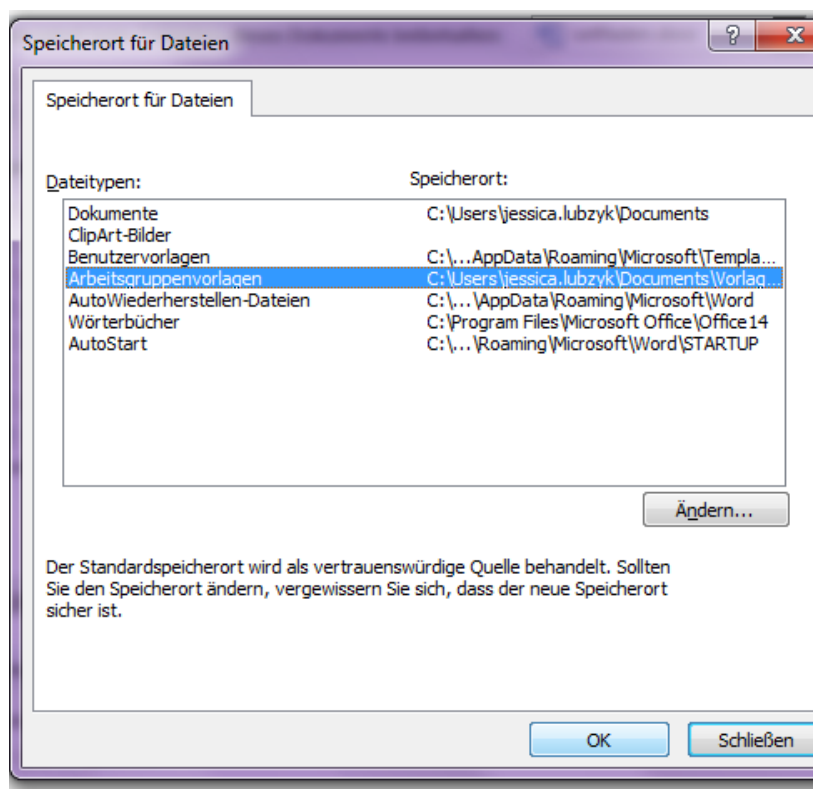 Speicherort für Dateien
Speicherort für Dateien
Dateitypen: Speicherort:
Dokumente C:\Users\jessica.lubzyk\Documents
ClipArt-Bilder
Benutzervorlagen C:\...AppData\Roaming\Microsoft\Templa...
Arbeitsgruppenvorlagen C:\Users\jessica.lubzyk\Documents\Vorlag...
AutoWiederherstellen-Dateien C:\...\AppData\Roaming\Microsoft\Word
Wörterbücher C:\Program Files\Microsoft Office\Office14
AutoStart C:\...\Roaming\Microsoft\Word\STARTUP
Ändern...
Der Standardspeicherort wird als vertrauenswürdige Quelle behandelt. Sollten
Sie den Speicherort ändern, vergewissern Sie sich, dass der neue Speicherort
sicher ist.
OK Schließen